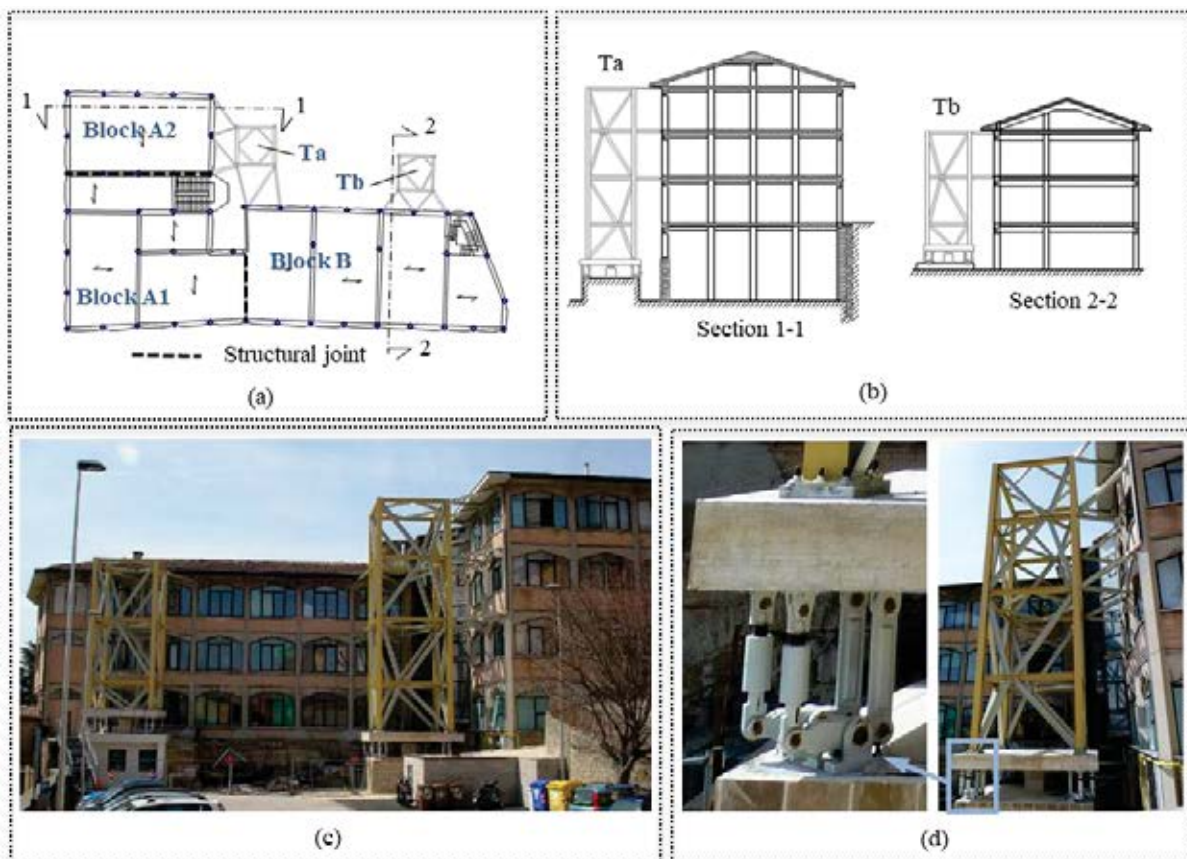 1
1
Block A2
Ta
2
Tb
Block B
Block A1
2
Structural joint
(a)
Ta
Tb
Section 1-1
Section 2-2
(b)
(c)
(d)